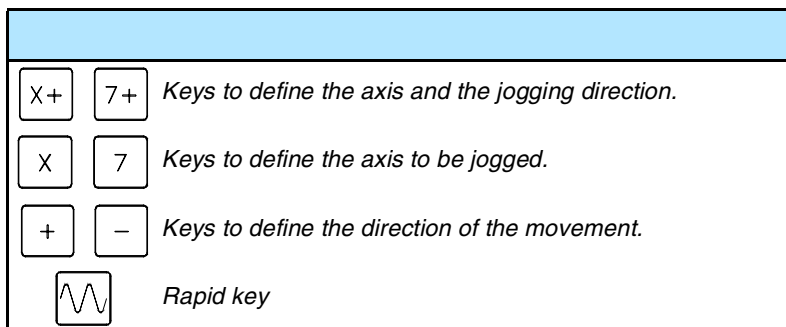 X+ 7+ Keys to define the axis and the jogging direction.
X 7 Keys to define the axis to be jogged.
+ − Keys to define the direction of the movement.
Rapid key